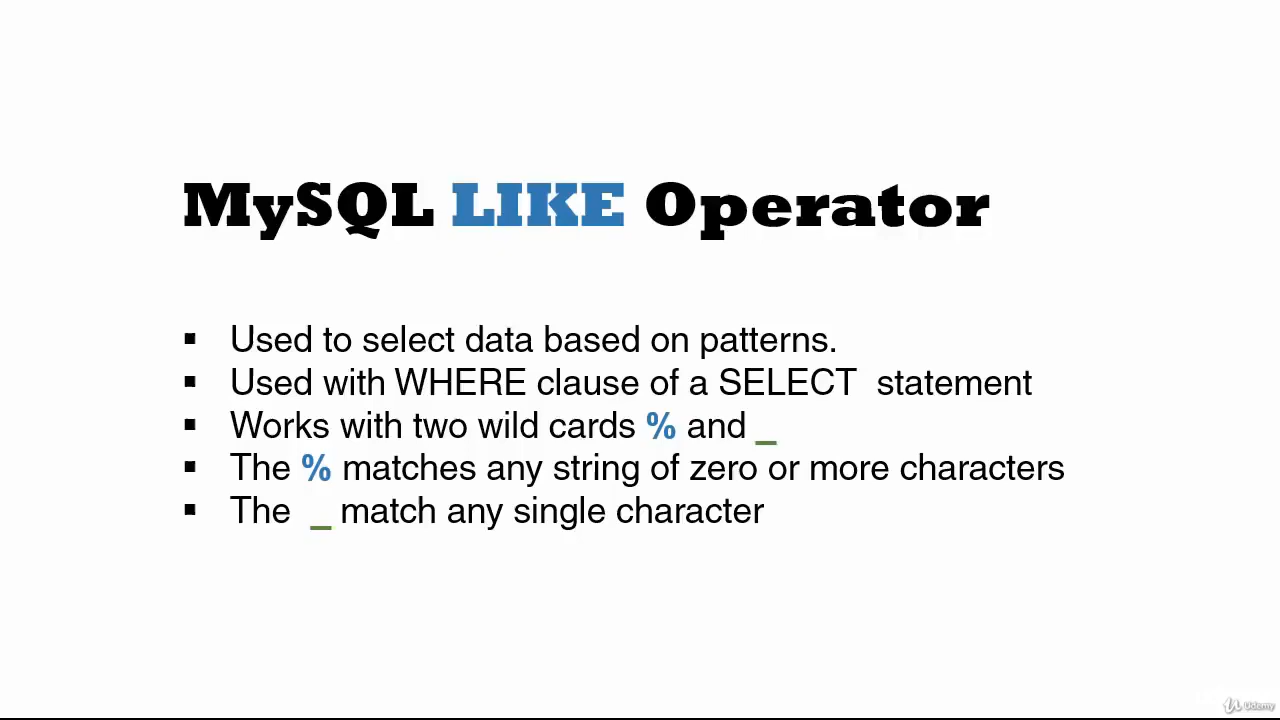 MySQL LIKE Operator
▪ Used to select data based on patterns.
▪ Used with WHERE clause of a SELECT statement
▪ Works with two wild cards % and _
▪ The % matches any string of zero or more characters
▪ The _ match any single character
Udemy